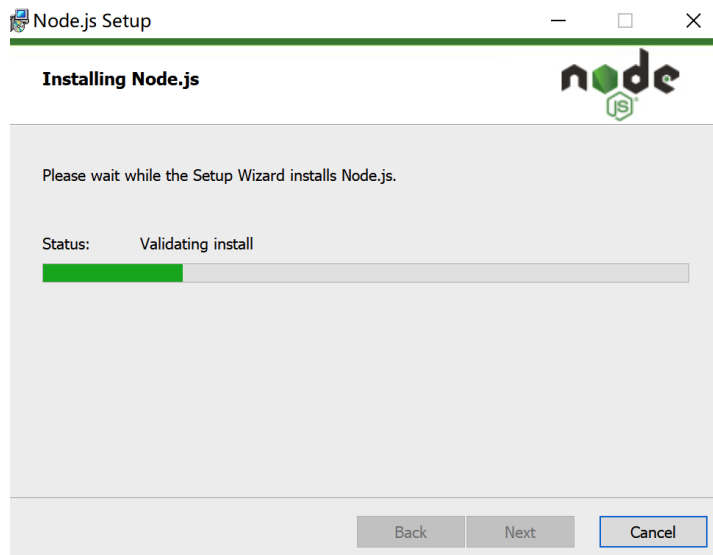 Node.js Setup
Installing Node.js
node
JS
Please wait while the Setup Wizard installs Node.js.
Status: Validating install
Back Next Cancel